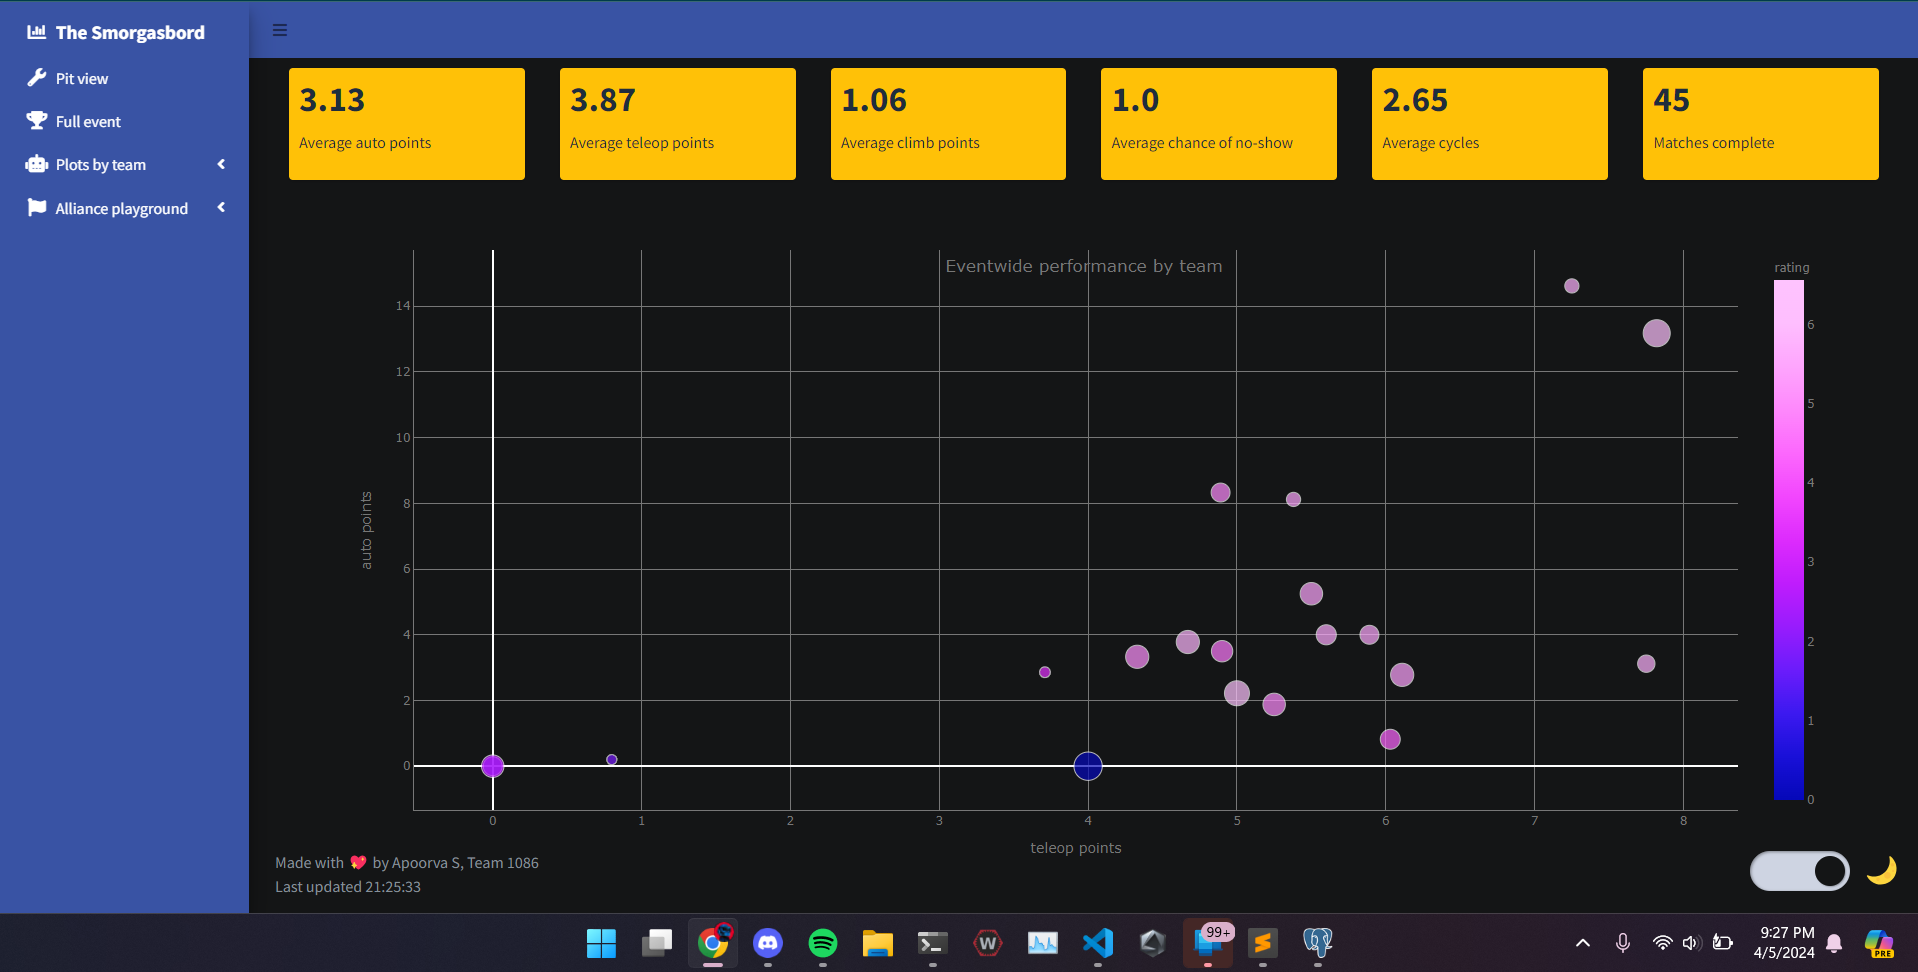 The Smorgasbord
Pit view
Full event
Plots by team
Alliance playground
3.13
Average auto points
3.87
Average teleop points
1.06
Average climb points
1.0
Average chance of no-show
2.65
Average cycles
45
Matches complete
Eventwide performance by team
rating
14
12
10
8
6
4
2
0
auto points
0 1 2 3 4 5 6 7 8
teleop points
6
5
4
3
2
1
0
Made with 💖 by Apoorva S, Team 1086
Last updated 21:25:33
W
99+
9:27 PM
4/5/2024
PRE